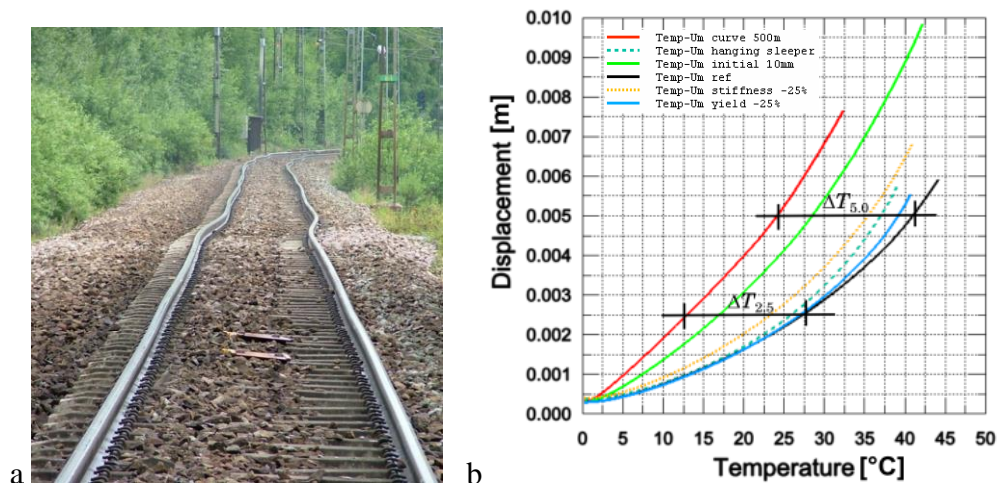 a
b
Displacement [m]
0.010
0.009
0.008
0.007
0.006
0.005
0.004
0.003
0.002
0.001
0.000
Temp-Um curve 500m
Temp-Um hanging sleeper
Temp-Um initial 10mm
Temp-Um ref
Temp-Um stiffness -25%
Temp-Um yield -25%
ΔT5.0
ΔT2.5
0 5 10 15 20 25 30 35 40 45 50
Temperature [°C]